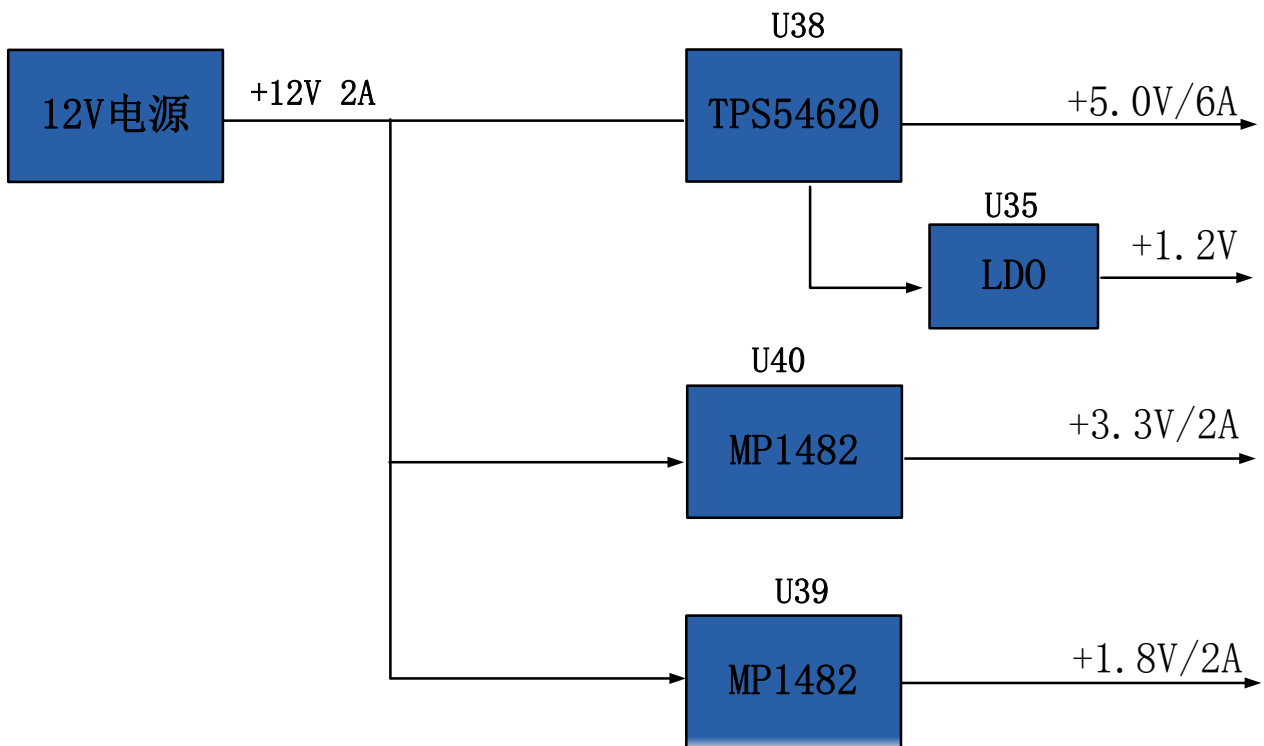 U38
12V电源
+12V 2A
TPS54620
+5.0V/6A
U35
LDO
+1.2V
U40
MP1482
+3.3V/2A
U39
MP1482
+1.8V/2A